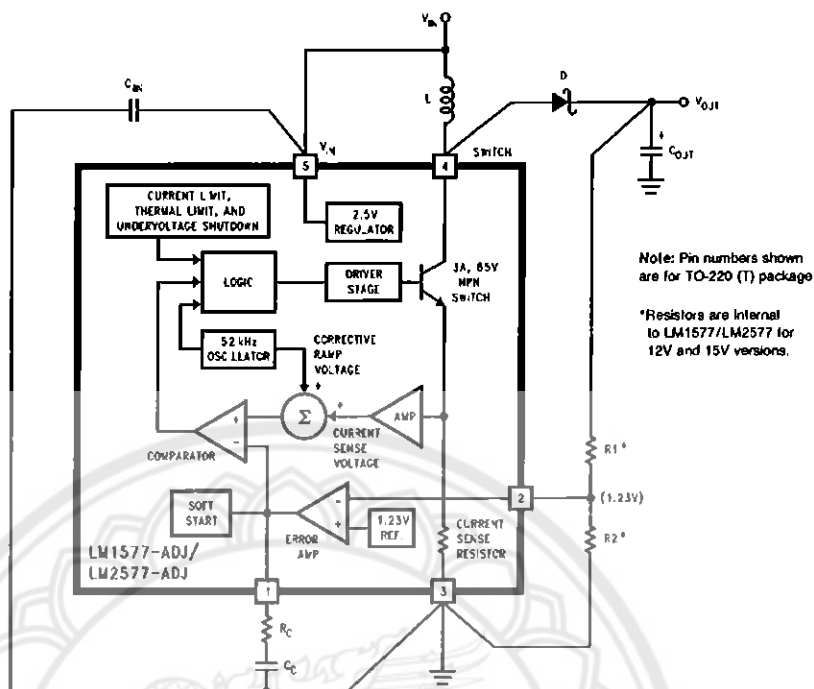 VIN
CIN
L
D
VOUT
+
COUT
VIN
5
4
SWITCH
CURRENT LIMIT,
THERMAL LIMIT, AND
UNDERVOLTAGE SHUTDOWN
2.5V
REGULATOR
LOGIC
DRIVER
STAGE
3A, 65V
NPN
SWITCH
Note: Pin numbers shown
are for TO-220 (T) package
*Resistors are Internal
to LM1577/LM2577 for
12V and 15V versions.
52 kHz
OSCILLATOR
CORRECTIVE
RAMP
VOLTAGE
+
Σ
+
AMP
+
-
COMPARATOR
CURRENT
SENSE
VOLTAGE
R1*
2
(1.23V)
SOFT
START
-
+
1.23V
REF.
ERROR
AMP
CURRENT
SENSE
RESISTOR
R2*
LM1577-ADJ/
LM2577-ADJ
1
3
RC
CC